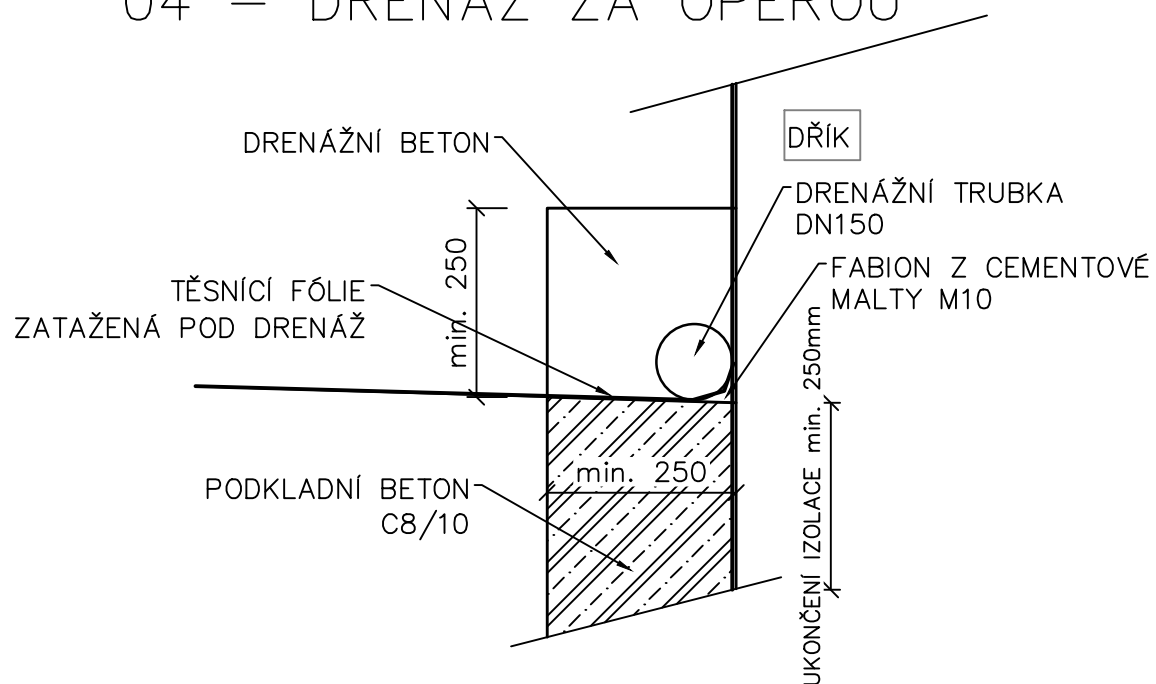 04 – DRENÁŽ ZA OPĚROU
DŘÍK
DRENÁŽNÍ BETON
DRENÁŽNÍ TRUBKA
DN150
min. 250
FABION Z CEMENTOVÉ
MALTY M10
TĚSNÍCÍ FÓLIE
ZATAŽENÁ POD DRENÁŽ
min. 250
PODKLADNÍ BETON
C8/10
UKONČENÍ IZOLACE min. 250mm